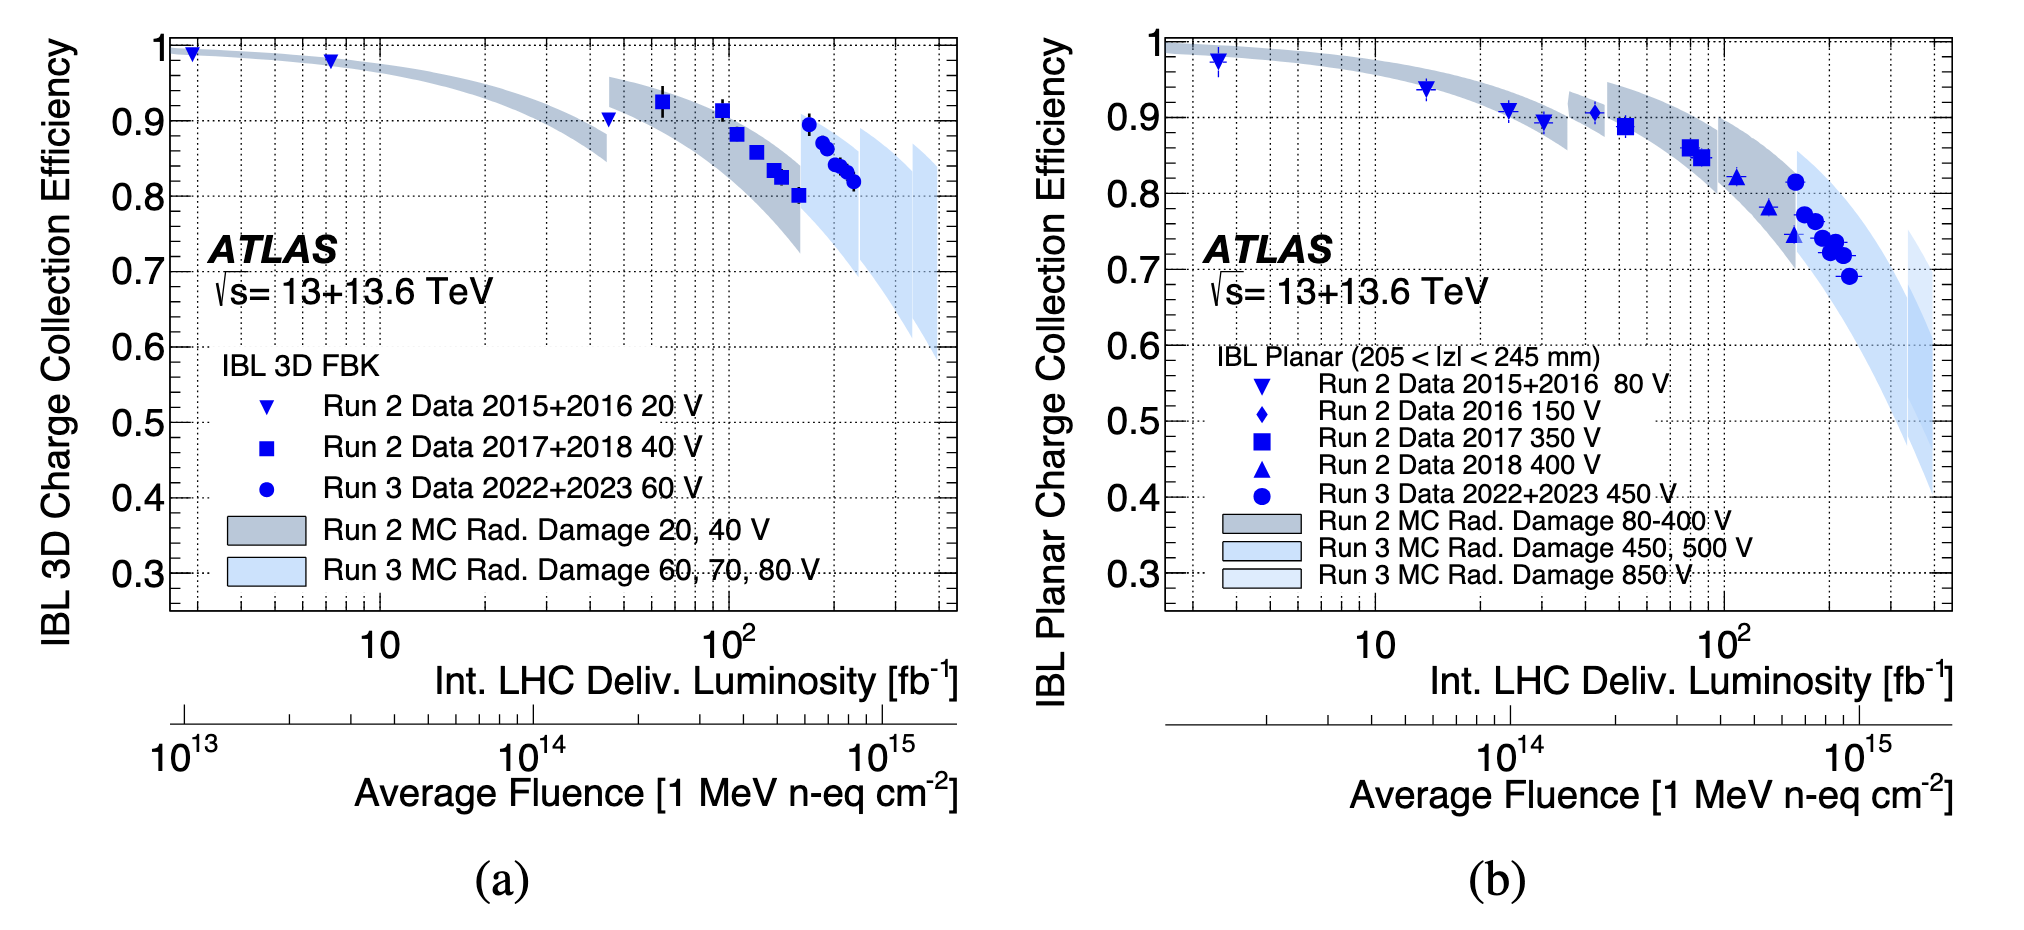 IBL 3D Charge Collection Efficiency
1
0.9
0.8
0.7
0.6
0.5
0.4
0.3
ATLAS
√s= 13+13.6 TeV
IBL 3D FBK
Run 2 Data 2015+2016 20 V
Run 2 Data 2017+2018 40 V
Run 3 Data 2022+2023 60 V
Run 2 MC Rad. Damage 20, 40 V
Run 3 MC Rad. Damage 60, 70, 80 V
10
10²
Int. LHC Deliv. Luminosity [fb⁻¹]
10¹³
10¹⁴
10¹⁵
Average Fluence [1 MeV n-eq cm⁻²]
(a)
IBL Planar Charge Collection Efficiency
1
0.9
0.8
0.7
0.6
0.5
0.4
0.3
ATLAS
√s= 13+13.6 TeV
IBL Planar (205 < |z| < 245 mm)
Run 2 Data 2015+2016 80 V
Run 2 Data 2016 150 V
Run 2 Data 2017 350 V
Run 2 Data 2018 400 V
Run 3 Data 2022+2023 450 V
Run 2 MC Rad. Damage 80-400 V
Run 3 MC Rad. Damage 450, 500 V
Run 3 MC Rad. Damage 850 V
10
10²
Int. LHC Deliv. Luminosity [fb⁻¹]
10¹⁴
10¹⁵
Average Fluence [1 MeV n-eq cm⁻²]
(b)